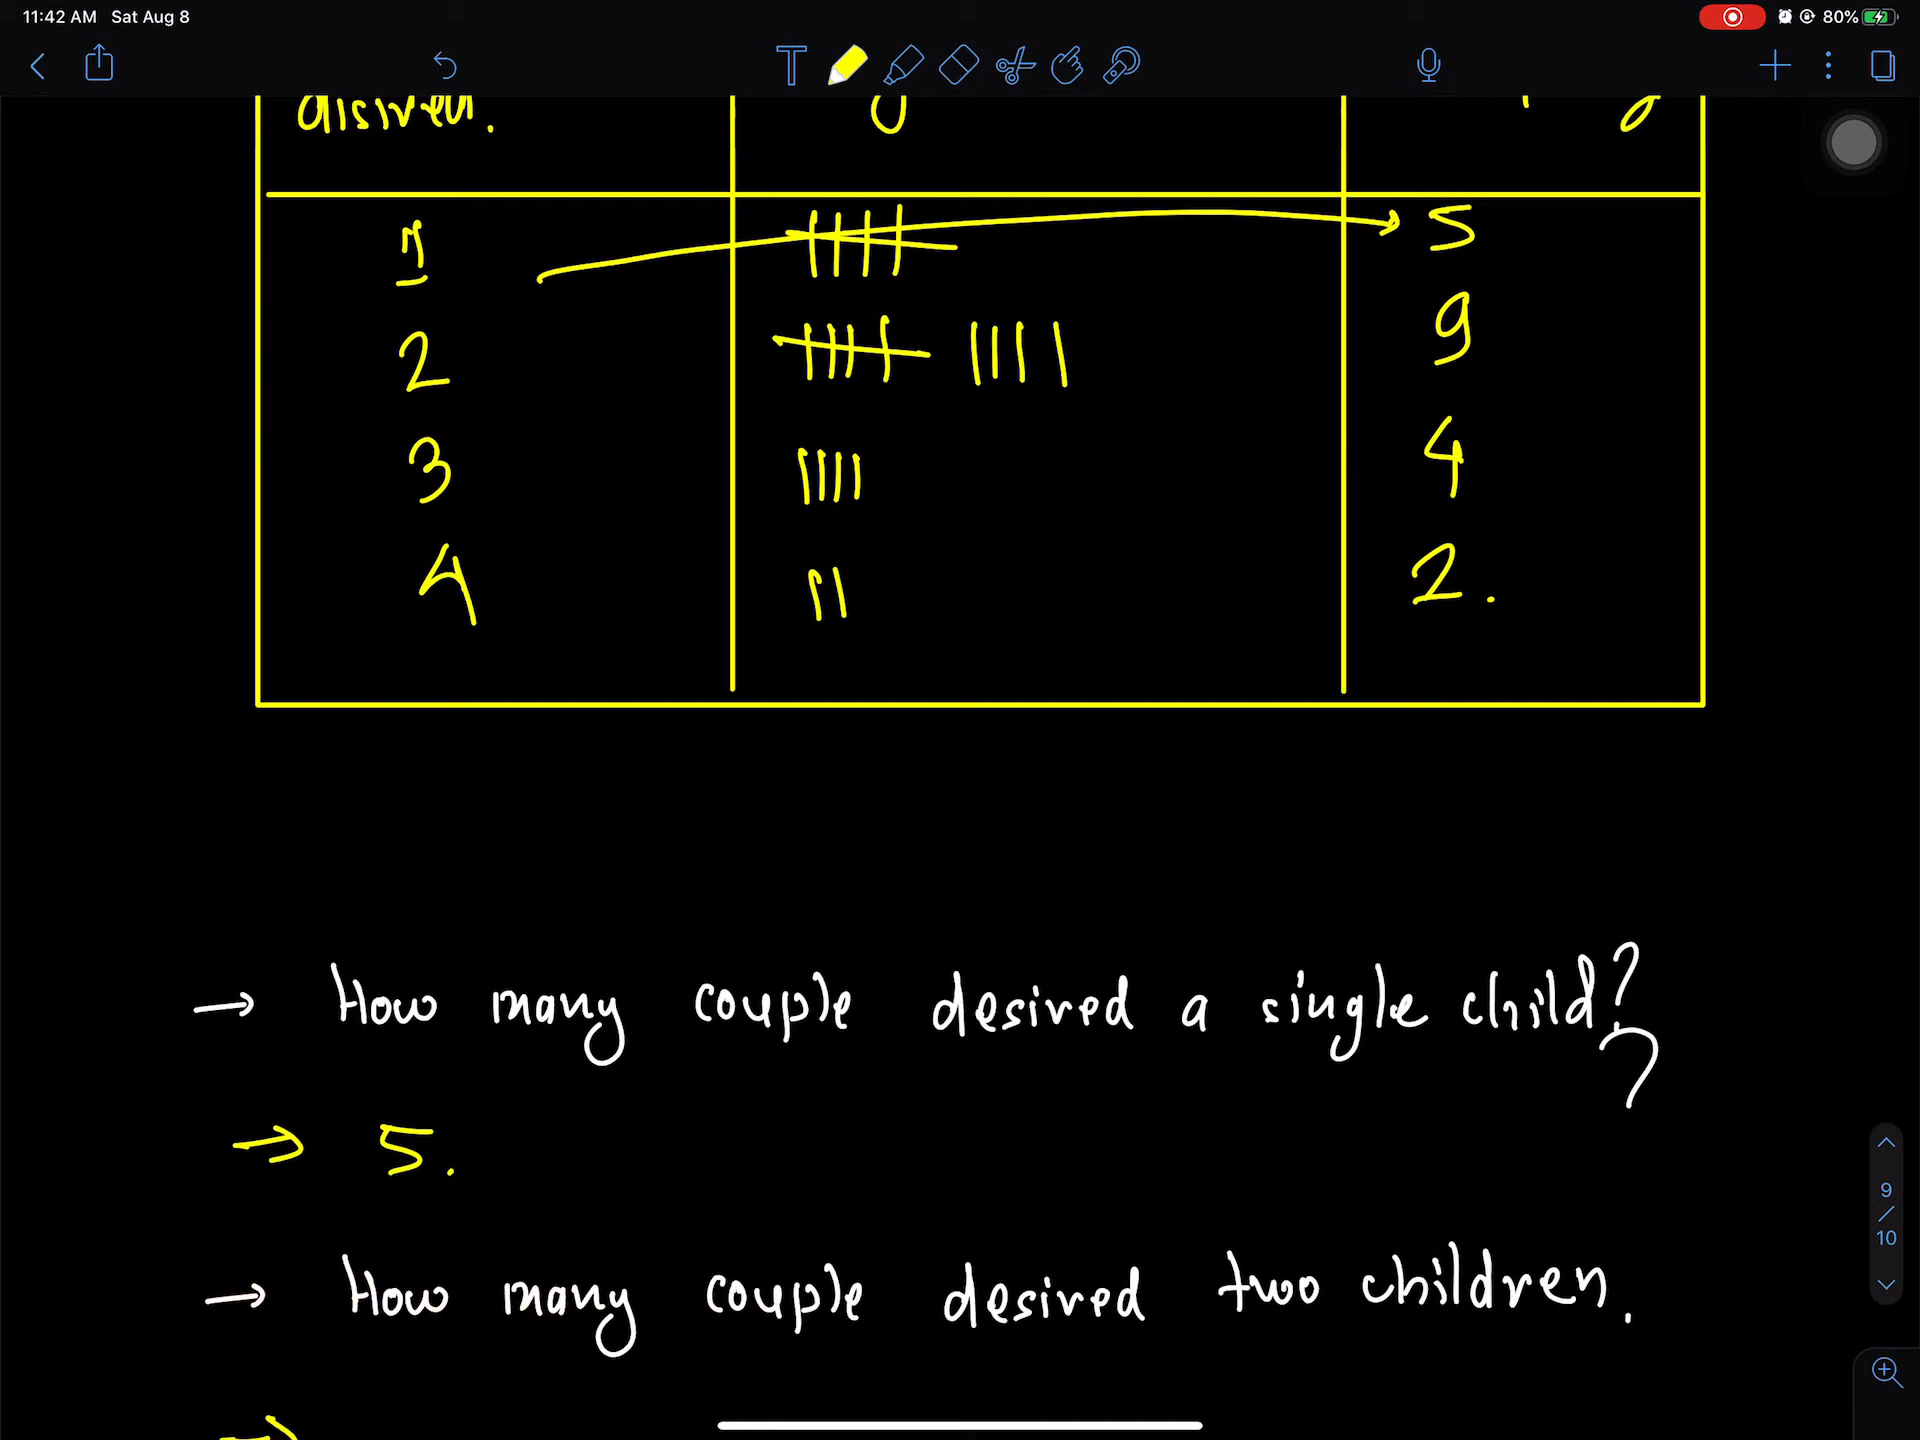 11:42 AM Sat Aug 8
80%
disired.
1 5
2 9
3 4
4 2.
→ How many couple desired a single child?
?
→ 5.
→ How many couple desired two children.
9
/
10